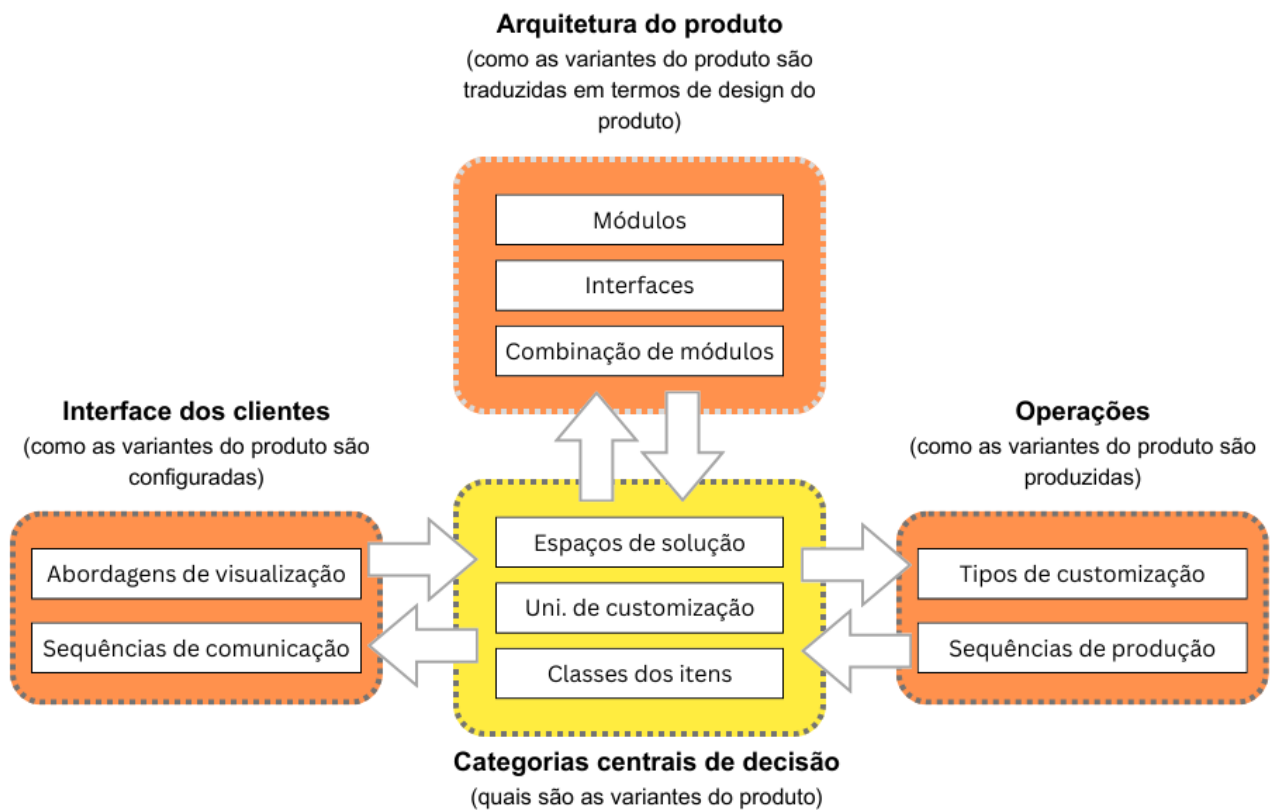 Arquitetura do produto
(como as variantes do produto são
traduzidas em termos de design do
produto)
Módulos
Interfaces
Combinação de módulos
Interface dos clientes
(como as variantes do produto são
configuradas)
Abordagens de visualização
Sequências de comunicação
Espaços de solução
Uni. de customização
Classes dos itens
Categorias centrais de decisão
(quais são as variantes do produto)
Operações
(como as variantes do produto são
produzidas)
Tipos de customização
Sequências de produção